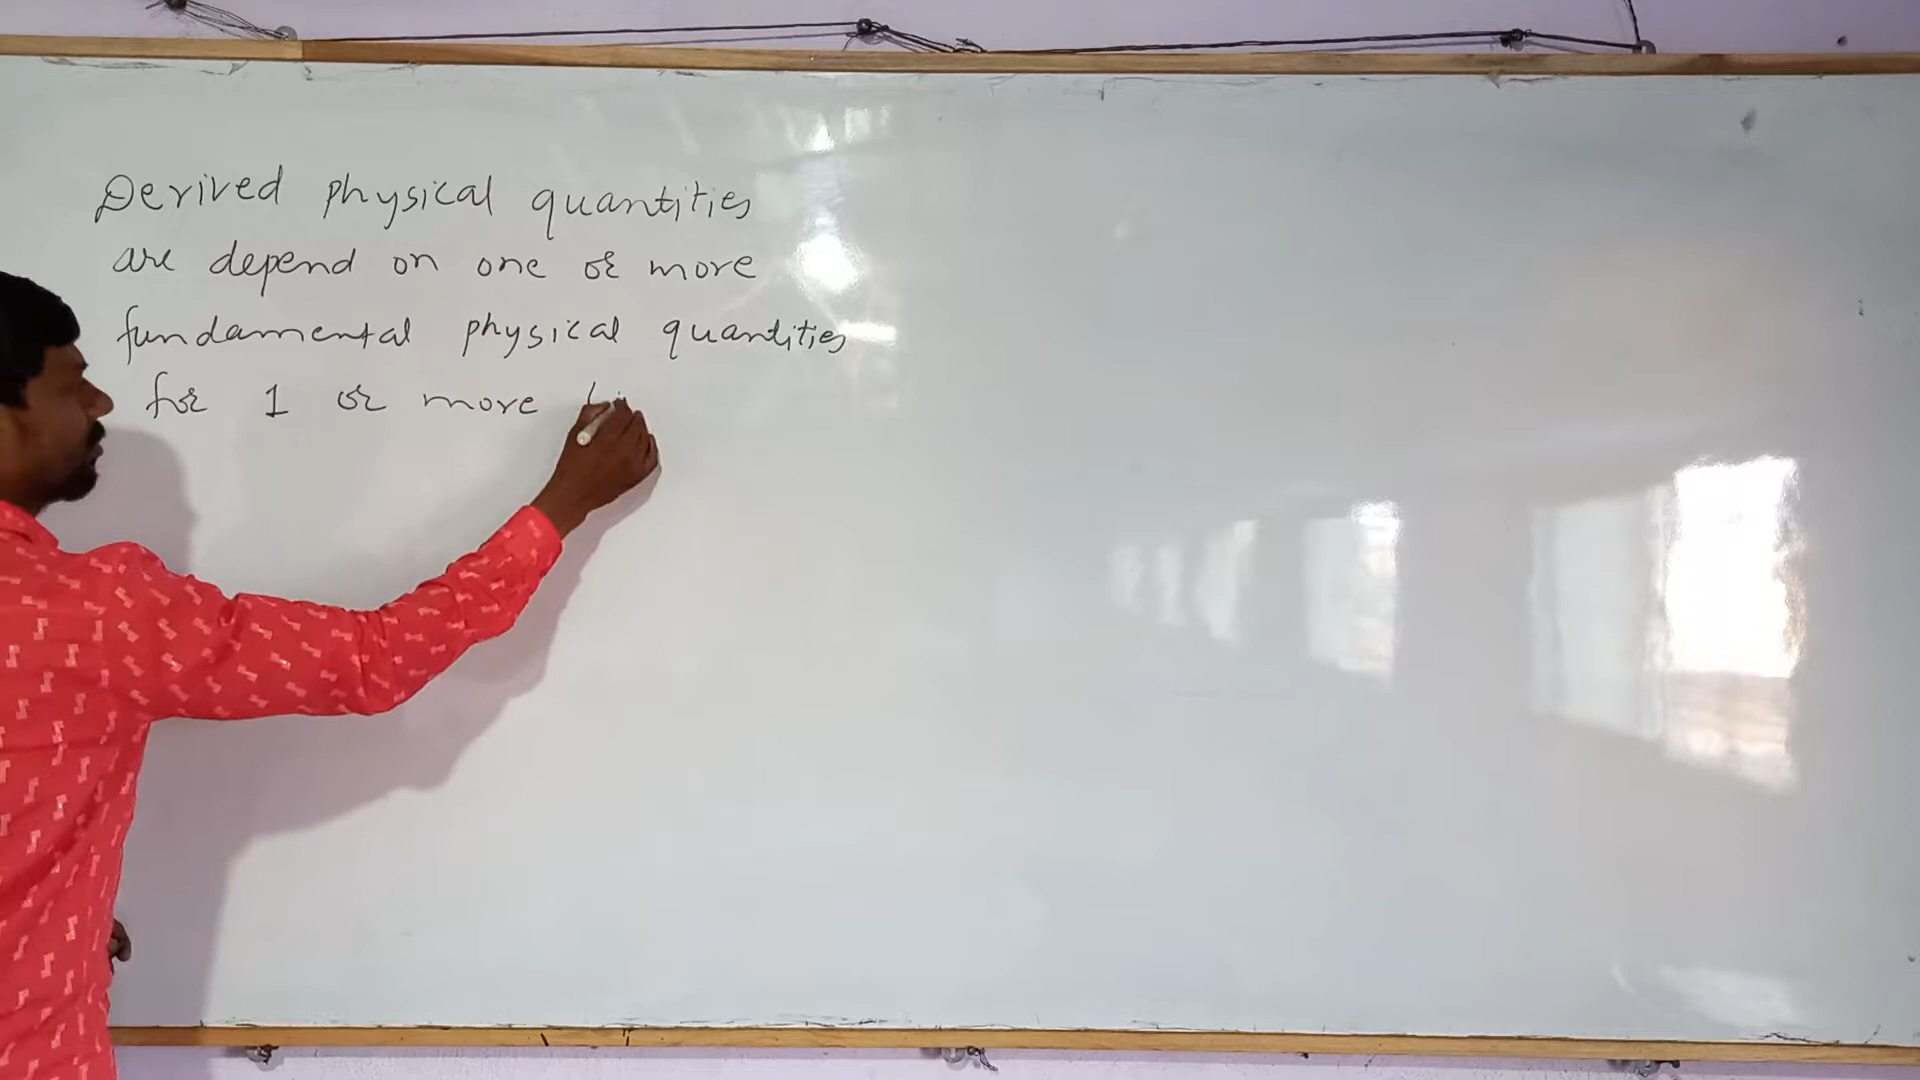 Derived physical quantities
are depend on one or more
fundamental physical quantities
for 1 or more